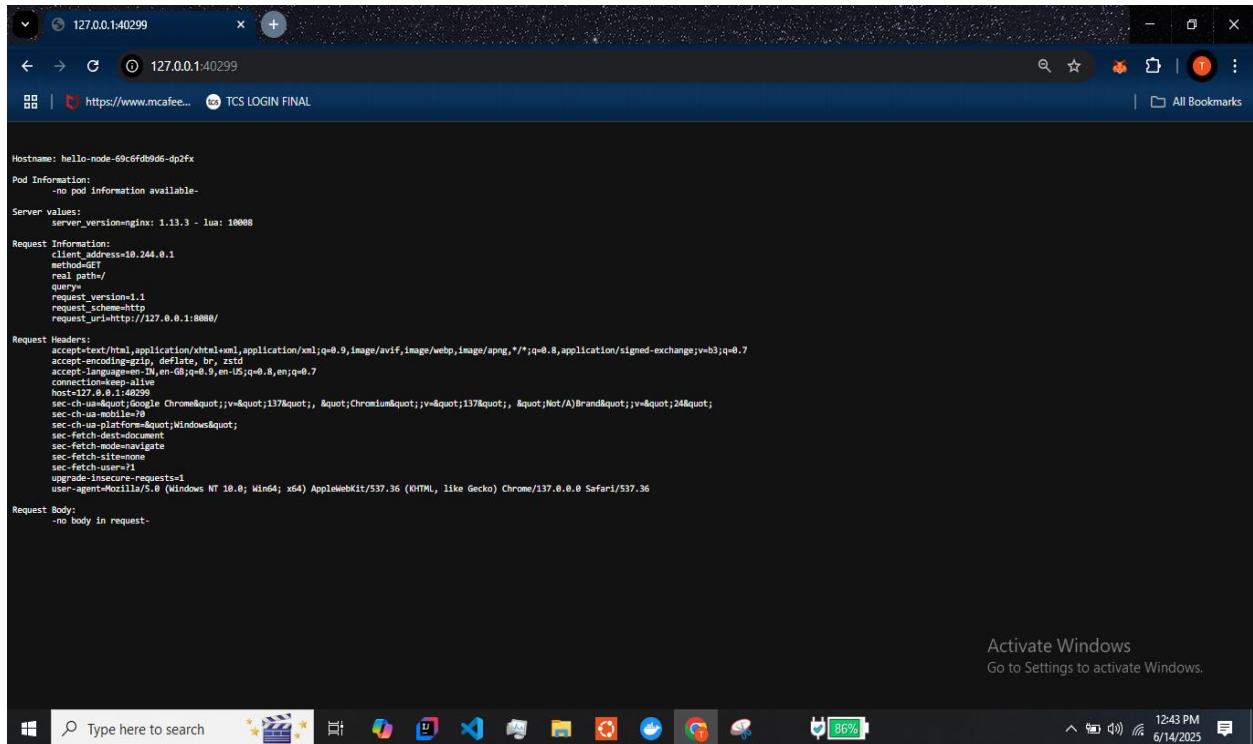 127.0.0.1:40299
127.0.0.1:40299
T
https://www.mcafee...
tcs
TCS LOGIN FINAL
All Bookmarks
Hostname: hello-node-69c6fdb9d6-dp2fx
Pod Information:
-no pod information available-
Server values:
server_version=nginx: 1.13.3 - lua: 10008
Request Information:
client_address=10.244.0.1
method=GET
real path=/
query=
request_version=1.1
request_scheme=http
request_uri=http://127.0.0.1:8080/
Request Headers:
accept=text/html,application/xhtml+xml,application/xml;q=0.9,image/avif,image/webp,image/apng,*/*;q=0.8,application/signed-exchange;v=b3;q=0.7
accept-encoding=gzip, deflate, br, zstd
accept-language=en-IN,en-GB;q=0.9,en-US;q=0.8,en;q=0.7
connection=keep-alive
host=127.0.0.1:40299
sec-ch-ua=&quot;Google Chrome&quot;;v=&quot;137&quot;, &quot;Chromium&quot;;v=&quot;137&quot;, &quot;Not/A)Brand&quot;;v=&quot;24&quot;
sec-ch-ua-mobile=?0
sec-ch-ua-platform=&quot;Windows&quot;
sec-fetch-dest=document
sec-fetch-mode=navigate
sec-fetch-site=none
sec-fetch-user=?1
upgrade-insecure-requests=1
user-agent=Mozilla/5.0 (Windows NT 10.0; Win64; x64) AppleWebKit/537.36 (KHTML, like Gecko) Chrome/137.0.0.0 Safari/537.36
Request Body:
-no body in request-
Activate Windows
Go to Settings to activate Windows.
Type here to search
86%
12:43 PM
6/14/2025